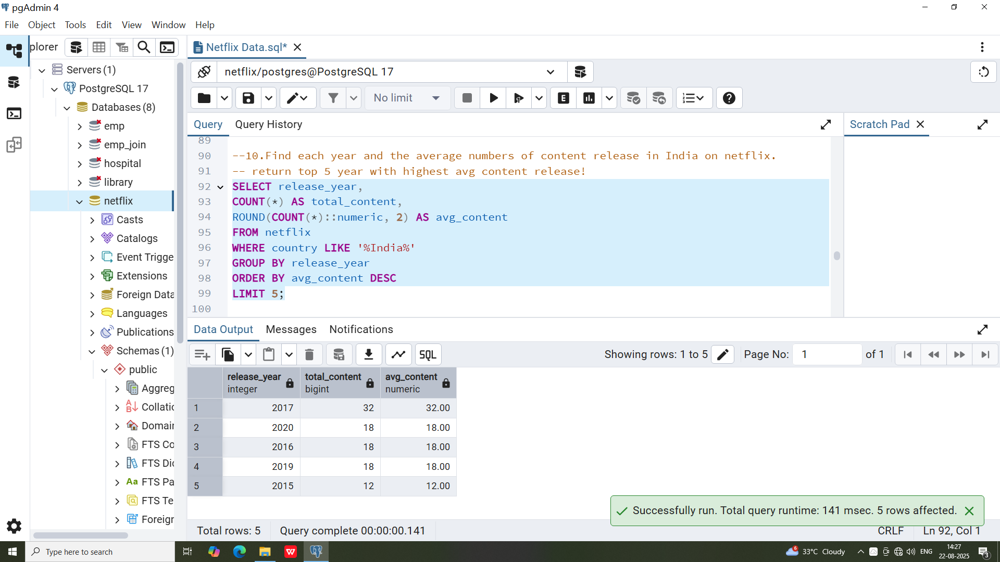 pgAdmin 4
File Object Tools Edit View Window Help
plorer
Netflix Data.sql*
Servers (1)
PostgreSQL 17
Databases (8)
emp
emp_join
hospital
library
netflix
Casts
Catalogs
Event Trigge
Extensions
Foreign Data
Languages
Publications
Schemas (1)
public
Aggreg
Collatio
Domain
FTS Co
FTS Dic
Aa FTS Pa
FTS Te
Foreigr
netflix/postgres@PostgreSQL 17
No limit
E
Query Query History
Scratch Pad
89
90 --10.Find each year and the average numbers of content release in India on netflix.
91 -- return top 5 year with highest avg content release!
92 SELECT release_year,
93 COUNT(*) AS total_content,
94 ROUND(COUNT(*)::numeric, 2) AS avg_content
95 FROM netflix
96 WHERE country LIKE '%India%'
97 GROUP BY release_year
98 ORDER BY avg_content DESC
99 LIMIT 5;
100
Data Output Messages Notifications
SQL
Showing rows: 1 to 5
Page No: 1 of 1
release_year integer total_content bigint avg_content numeric
1 2017 32 32.00
2 2020 18 18.00
3 2016 18 18.00
4 2019 18 18.00
5 2015 12 12.00
Successfully run. Total query runtime: 141 msec. 5 rows affected.
Total rows: 5 Query complete 00:00:00.141
CRLF Ln 92, Col 1
Type here to search
W
6
33°C Cloudy
ENG
14:27
22-08-2025
3